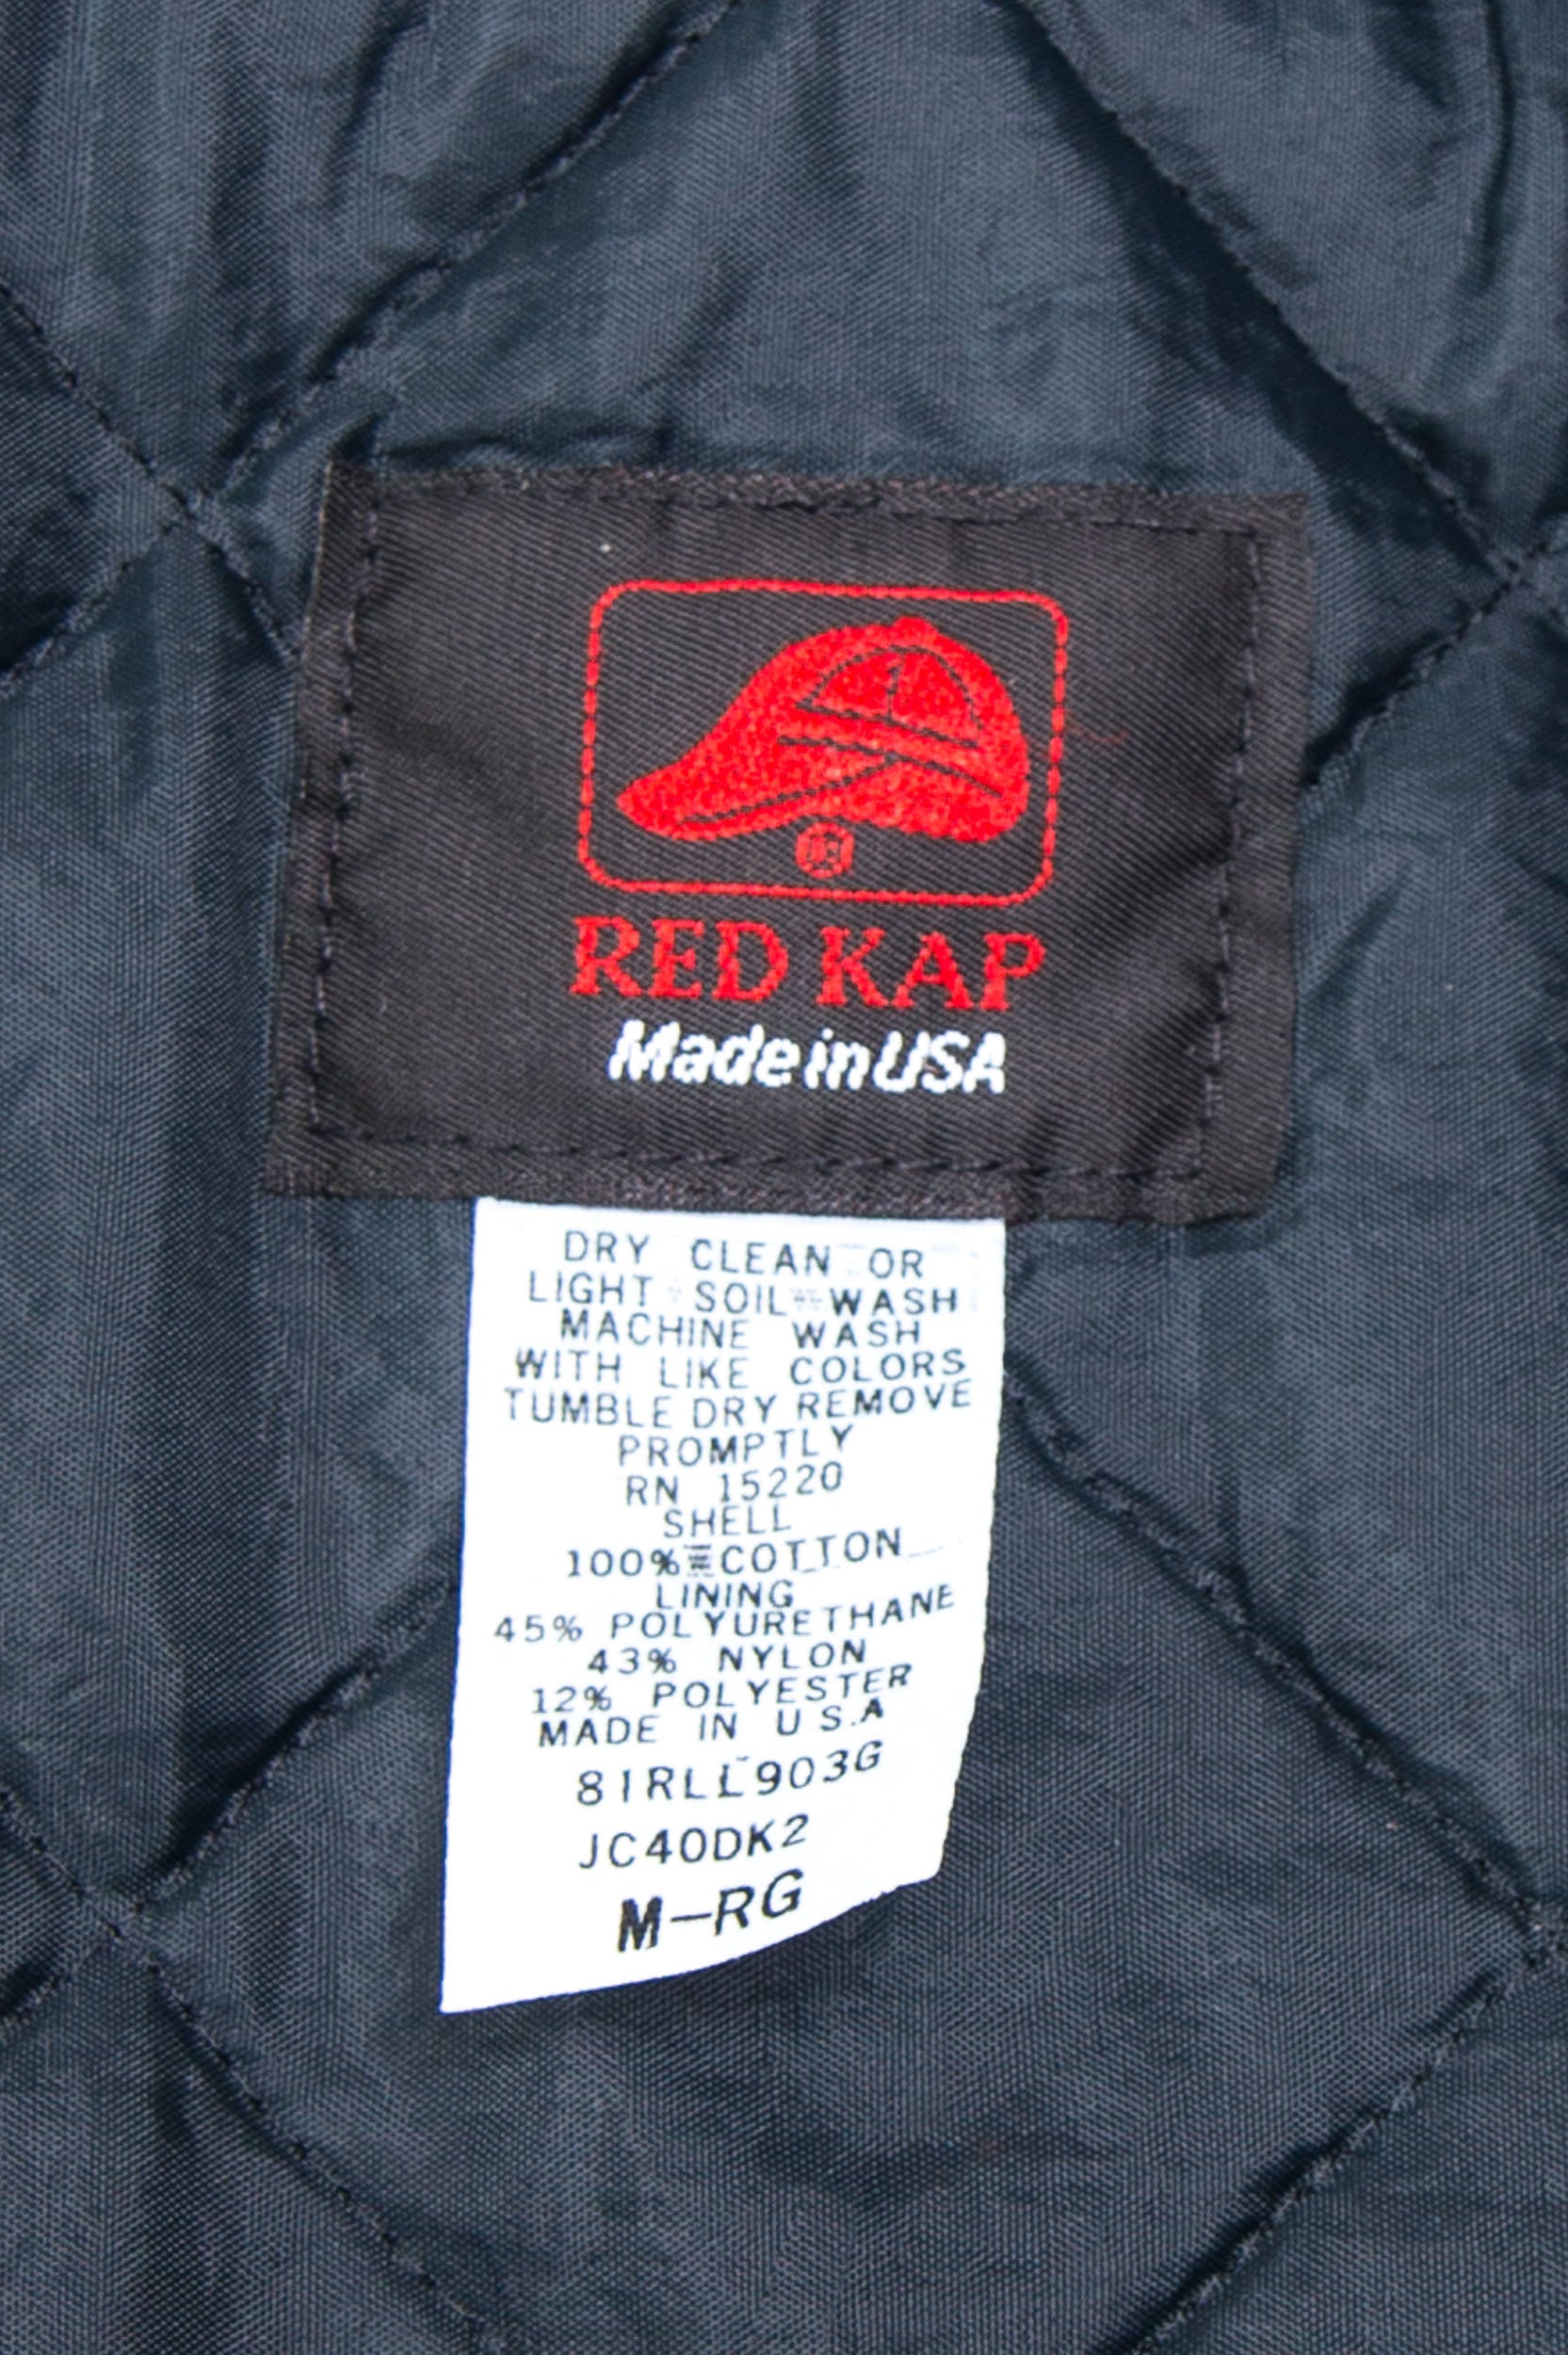 1
®
RED KAP
Made in USA
DRY CLEAN OR
LIGHT SOIL WASH
MACHINE WASH
WITH LIKE COLORS
TUMBLE DRY REMOVE
PROMPTLY
RN 15220
SHELL
100% COTTON
LINING
45% POLYURETHANE
43% NYLON
12% POLYESTER
MADE IN U S.A
81RLL903G
JC40DK2
M-RG